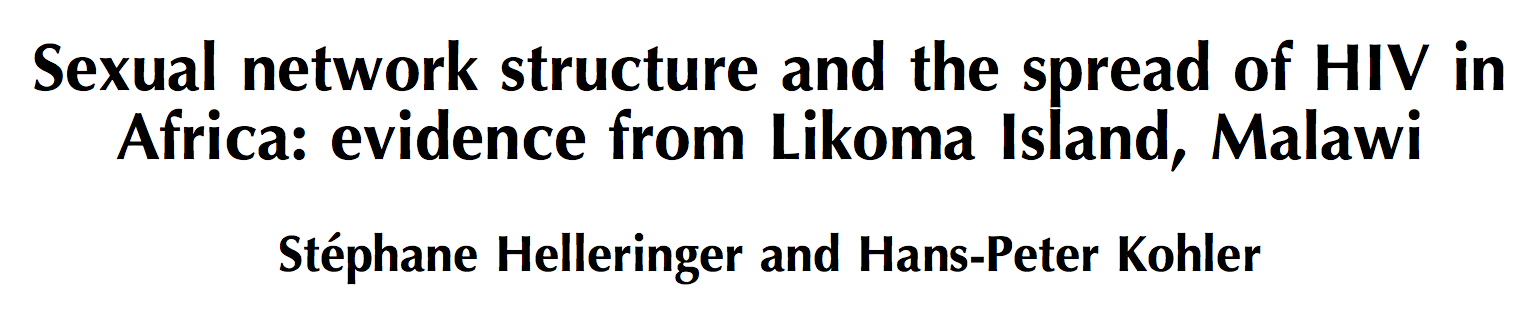 Sexual network structure and the spread of HIV in
Africa: evidence from Likoma Island, Malawi
Stéphane Helleringer and Hans-Peter Kohler